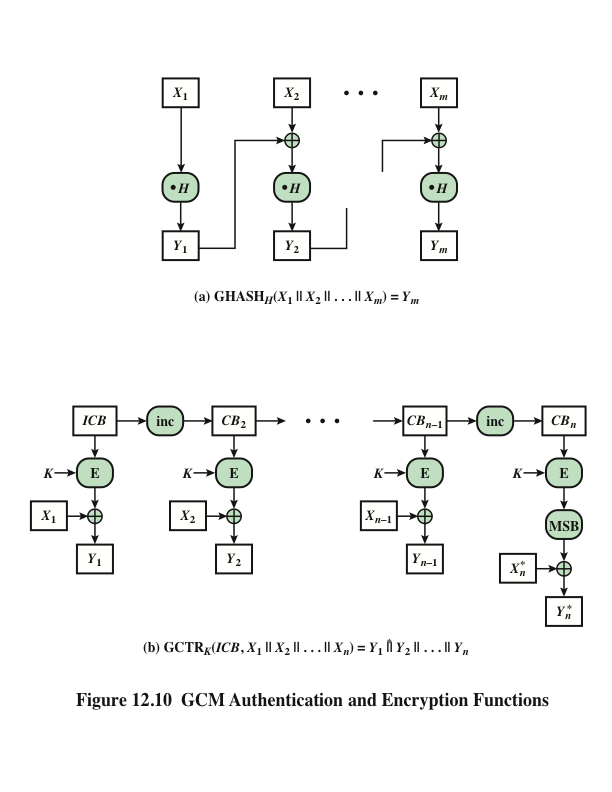 X1 X2 • • • Xm
•H •H •H
Y1 Y2 Ym
(a) GHASHH(X1 || X2 || . . . || Xm) = Ym
ICB inc CB2 • • • CBn–1 inc CBn
K E K E K E K E
X1 X2 Xn–1 MSB
Y1 Y2 Yn–1 X*n
Y*n
(b) GCTRK(ICB, X1 || X2 || . . . || Xn) = Y1 || Y2 || . . . || Yn
Figure 12.10 GCM Authentication and Encryption Functions